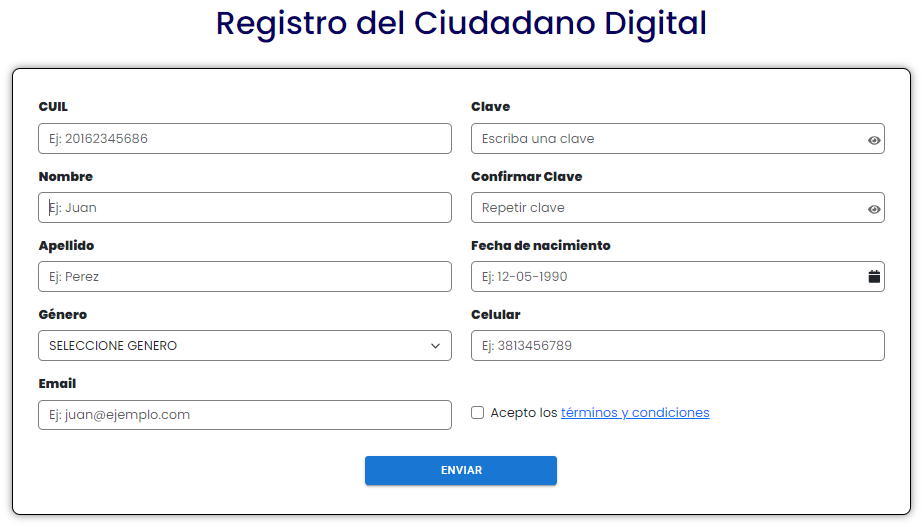 Registro del Ciudadano Digital
CUIL
Ej: 20162345686
Clave
Escriba una clave
Nombre
Ej: Juan
Confirmar Clave
Repetir clave
Apellido
Ej: Perez
Fecha de nacimiento
Ej: 12-05-1990
Género
SELECCIONE GENERO
Celular
Ej: 3813456789
Email
Ej: juan@ejemplo.com
Acepto los términos y condiciones
ENVIAR